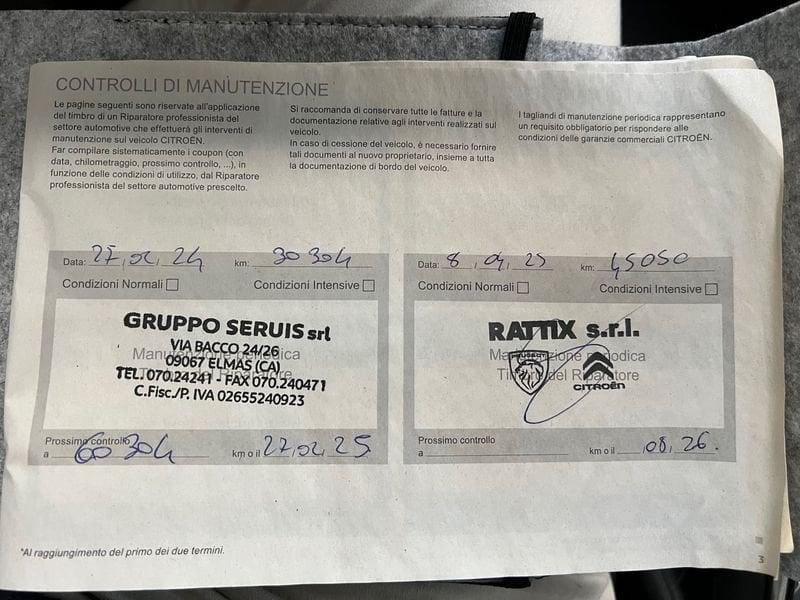 CONTROLLI DI MANUTENZIONE
Le pagine seguenti sono riservate all'applicazione
del timbro di un Riparatore professionista del
settore automotive che effettuerà gli interventi di
manutenzione sul veicolo CITROËN.
Far compilare sistematicamente i coupon (con
data, chilometraggio, prossimo controllo, ...), in
funzione delle condizioni di utilizzo, dal Riparatore
professionista del settore automotive prescelto.
Si raccomanda di conservare tutte le fatture e la
documentazione relative agli interventi realizzati sul
veicolo.
In caso di cessione del veicolo, è necessario fornire
tali documenti al nuovo proprietario, insieme a tutta
la documentazione di bordo del veicolo.
I tagliandi di manutenzione periodica rappresentano
un requisito obbligatorio per rispondere alle
condizioni delle garanzie commerciali CITROËN.
Data: 27,02,24 km: 30304
Condizioni Normali Condizioni Intensive
GRUPPO SERUIS srl
VIA BACCO 24/26
Manutenzione periodica
09067 ELMAS (CA)
Timbro del Riparatore
TEL. 070.24241 - FAX 070.240471
C.Fisc./P. IVA 02655240923
Prossimo controllo
a 60304 km o il 27,02,25
Data: 8,04,25 km: 45050
Condizioni Normali Condizioni Intensive
RATTIX s.r.l.
Manutenzione periodica
PEUGEOT
Timbro del Riparatore
CITROËN
Prossimo controllo
a km o il 08,26.
*Al raggiungimento del primo dei due termini.
3